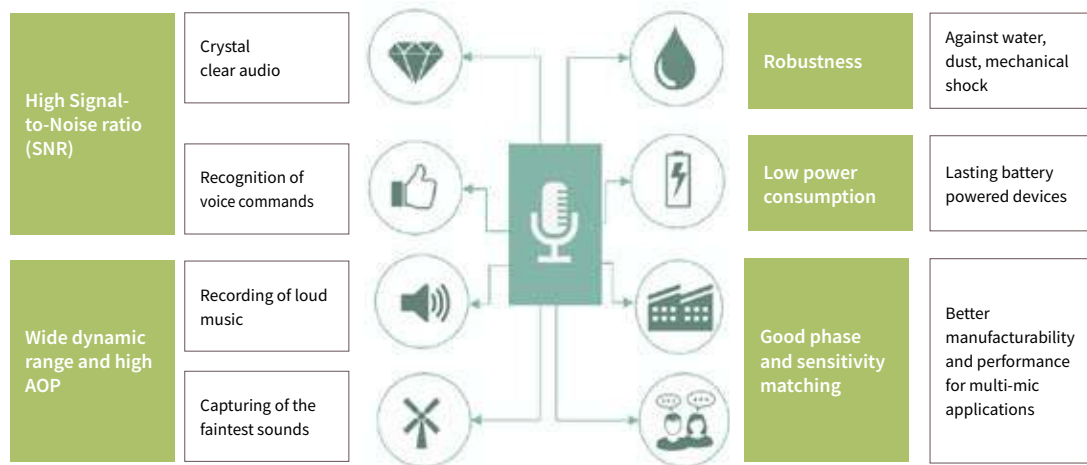 High Signal-
to-Noise ratio
(SNR)
Crystal
clear audio
Recognition of
voice commands
Wide dynamic
range and high
AOP
Recording of loud
music
Capturing of the
faintest sounds
Robustness
Against water,
dust, mechanical
shock
Low power
consumption
Lasting battery
powered devices
Good phase
and sensitivity
matching
Better
manufacturability
and performance
for multi-mic
applications